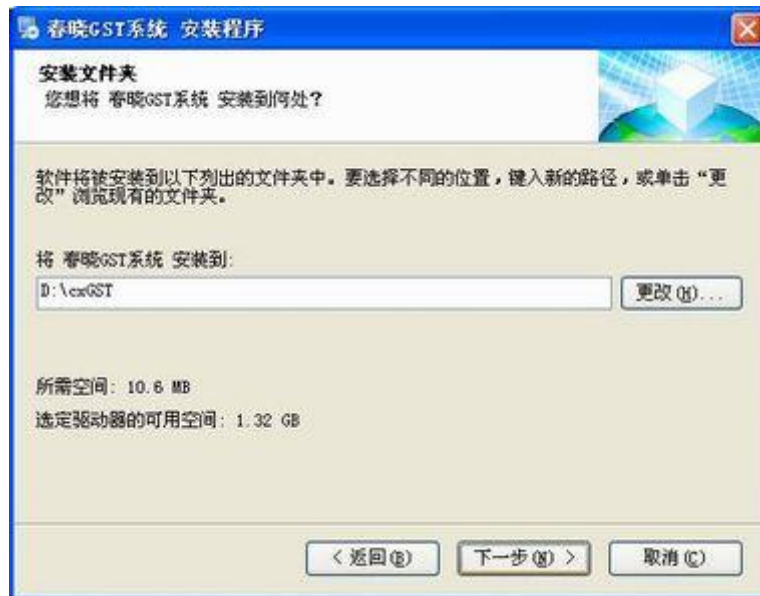 春晓GST系统 安装程序
安装文件夹
您想将 春晓GST系统 安装到何处？
软件将被安装到以下列出的文件夹中。要选择不同的位置，键入新的路径，或单击“更
改”浏览现有的文件夹。
将 春晓GST系统 安装到:
D:\cxGST
更改(H)...
所需空间: 10.6 MB
选定驱动器的可用空间: 1.32 GB
< 返回(B)
下一步(N) >
取消(C)